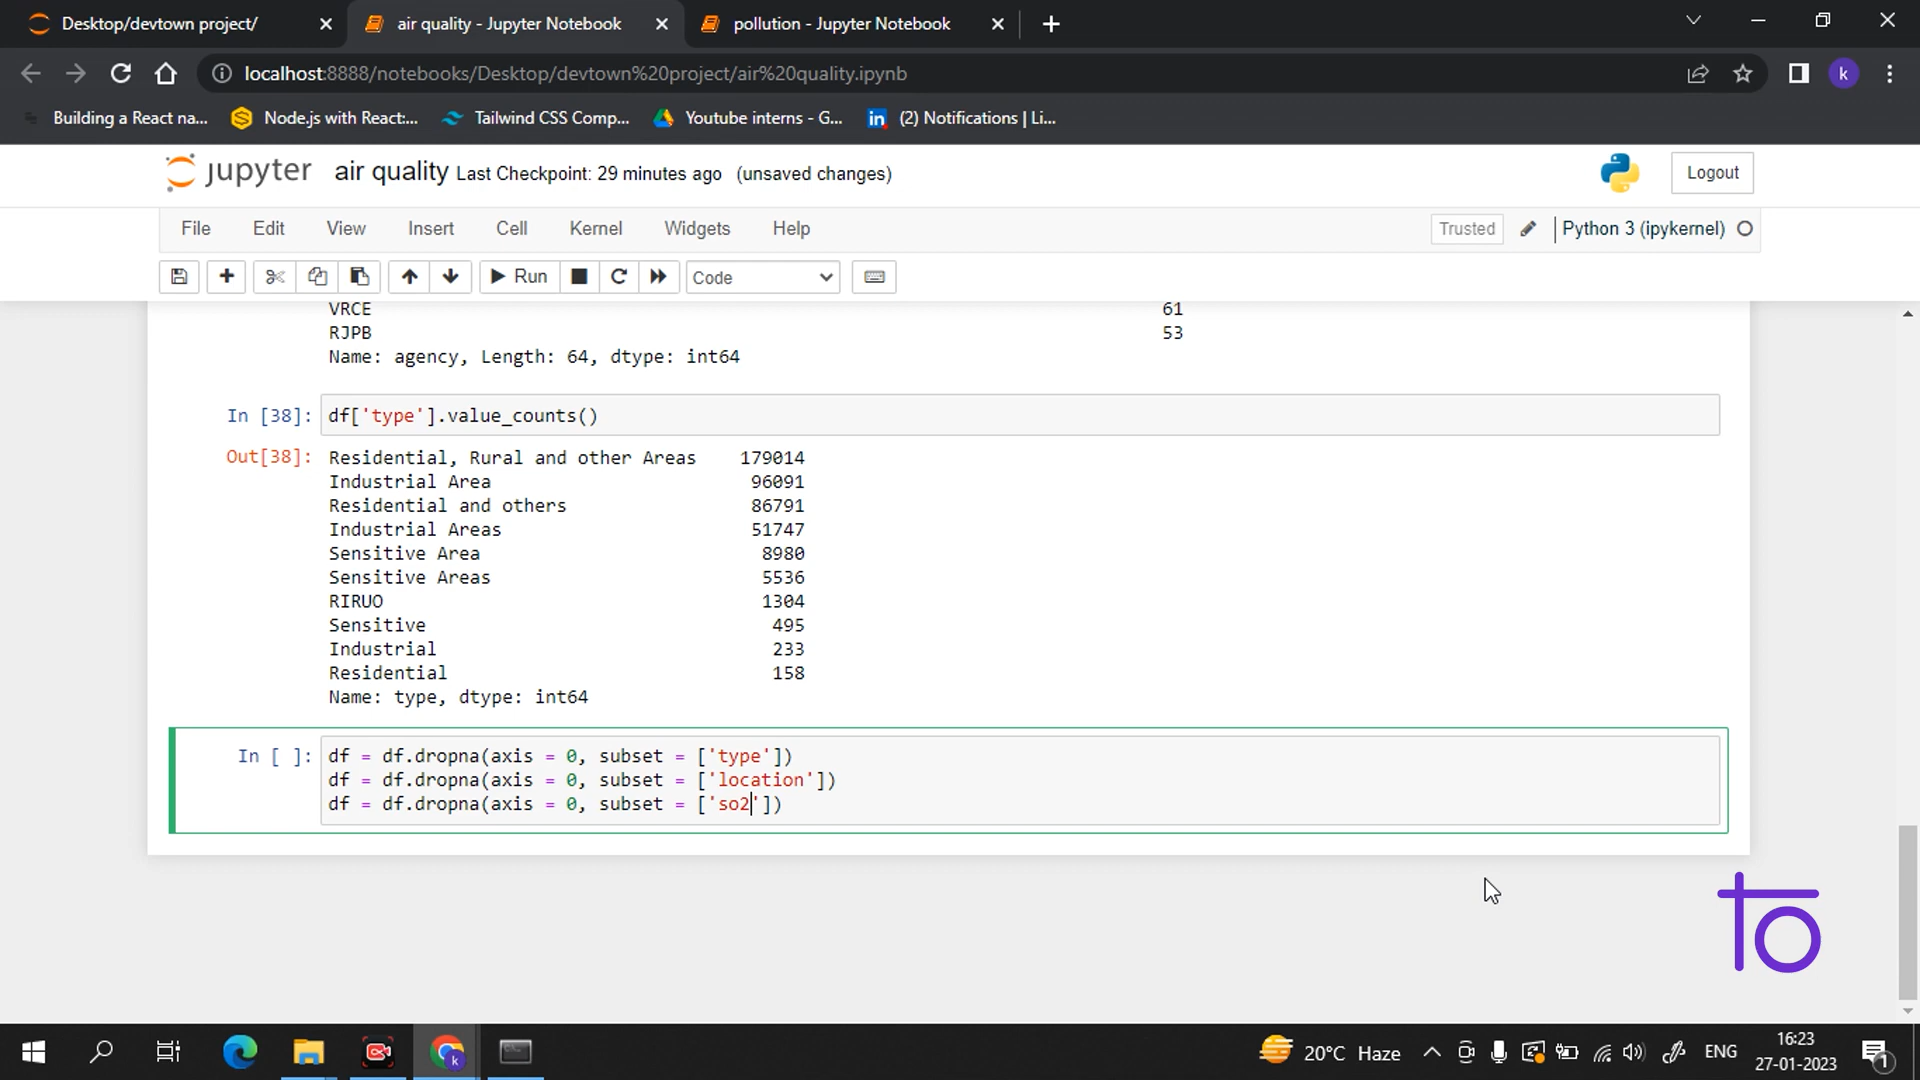 Desktop/devtown project/
air quality - Jupyter Notebook
pollution - Jupyter Notebook
localhost:8888/notebooks/Desktop/devtown%20project/air%20quality.ipynb
k
Building a React na...
Node.js with React:...
Tailwind CSS Comp...
Youtube interns - G...
(2) Notifications | Li...
jupyter air quality Last Checkpoint: 29 minutes ago (unsaved changes)
Logout
File Edit View Insert Cell Kernel Widgets Help
Trusted
Python 3 (ipykernel)
Run
Code
VRCE 61
RJPB 53
Name: agency, Length: 64, dtype: int64
In [38]: df['type'].value_counts()
Out[38]: Residential, Rural and other Areas 179014
Industrial Area 96091
Residential and others 86791
Industrial Areas 51747
Sensitive Area 8980
Sensitive Areas 5536
RIRUO 1304
Sensitive 495
Industrial 233
Residential 158
Name: type, dtype: int64
In [ ]: df = df.dropna(axis = 0, subset = ['type'])
df = df.dropna(axis = 0, subset = ['location'])
df = df.dropna(axis = 0, subset = ['so2'])
20°C Haze
ENG
16:23
27-01-2023
1